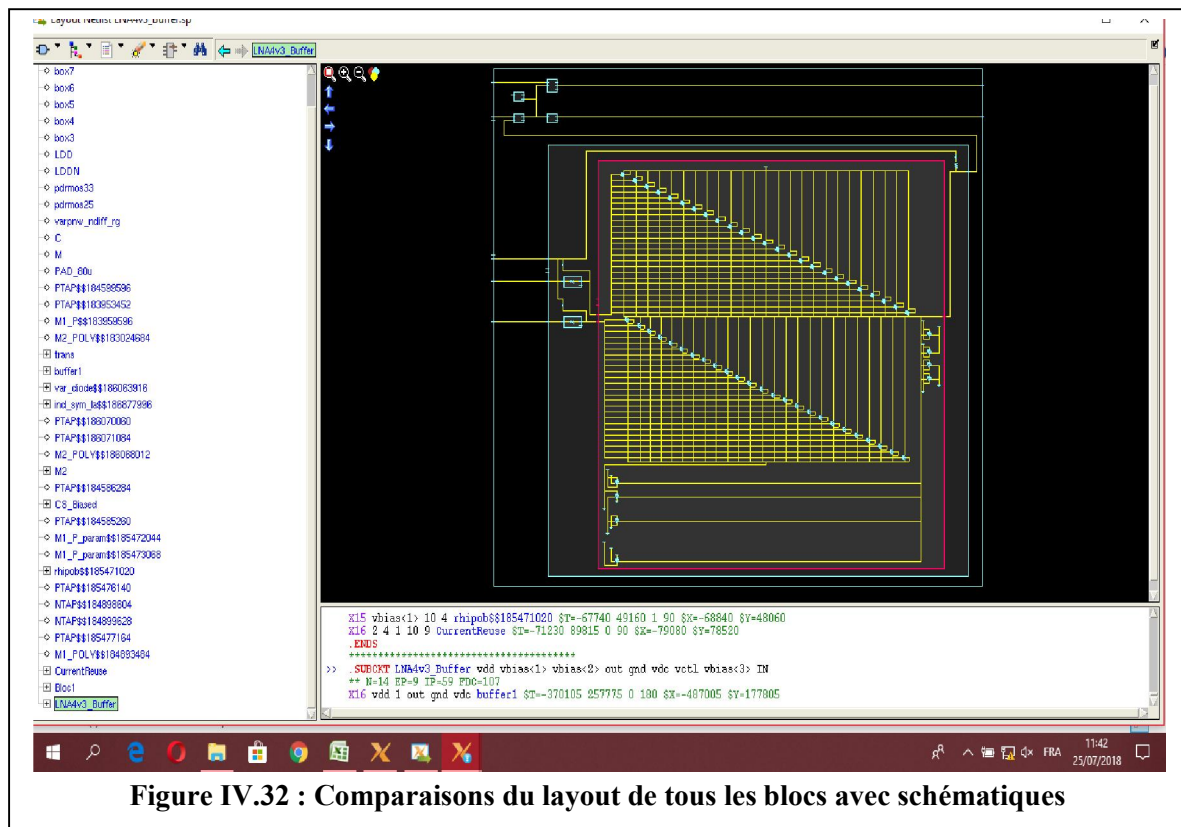 Layout Netlist LNA4v3_Buffer.sp
LNA4v3_Buffer
box7
box6
box5
box4
box3
LDD
LDDN
pdrmos33
pdrmos25
varpnw_ndiff_rg
C
M
PAD_80u
PTAP$$184599596
PTAP$$183953452
M1_P$$183959596
M2_POLY$$183024684
trans
buffer1
var_diode$$186063916
ind_sym_la$$186877996
PTAP$$186070060
PTAP$$186071084
M2_POLY$$186068012
M2
PTAP$$184586284
CS_Biased
PTAP$$184585260
M1_P_param$$185472044
M1_P_param$$185473068
rhipob$$185471020
PTAP$$185476140
NTAP$$184898604
NTAP$$184899628
PTAP$$185477164
M1_POLY$$184893484
CurrentReuse
Bloc1
LNA4v3_Buffer
X15 vbias<1> 10 4 rhipob$$185471020 $T=-67740 49160 1 90 $X=-68840 $Y=48060
X16 2 4 1 10 9 CurrentReuse $T=-71230 89815 0 90 $X=-79080 $Y=78520
.ENDS
***************************************
>> .SUBCKT LNA4v3_Buffer vdd vbias<1> vbias<2> out gnd vdc vctl vbias<3> IN
** N=14 EP=9 IP=59 FDC=107
X16 vdd 1 out gnd vdc buffer1 $T=-370105 257775 0 180 $X=-487005 $Y=177805
FRA
11:42
25/07/2018
Figure IV.32 : Comparaisons du layout de tous les blocs avec schématiques